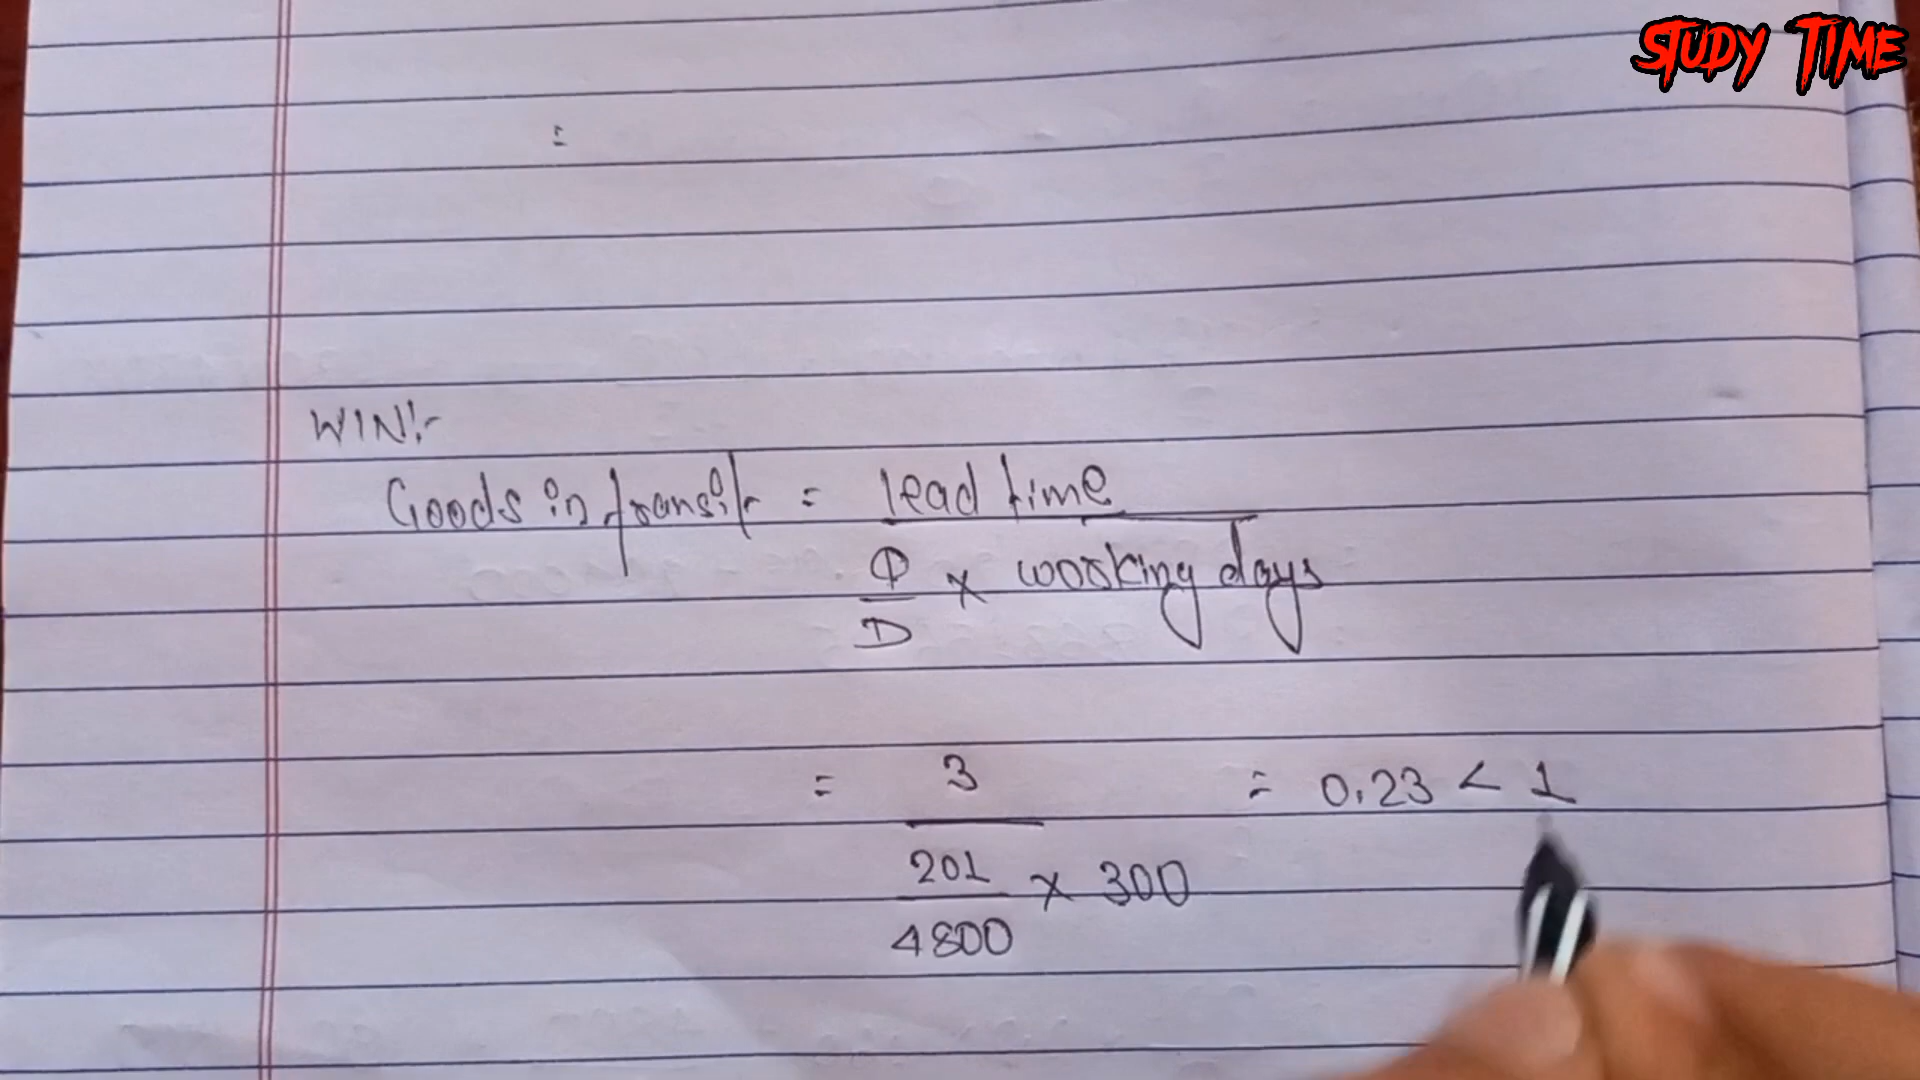 STUDY TIME
=
WIN:-
Goods in transit = lead time
Q/D × working days
= 3 = 0.23 < 1
201/4800 × 300